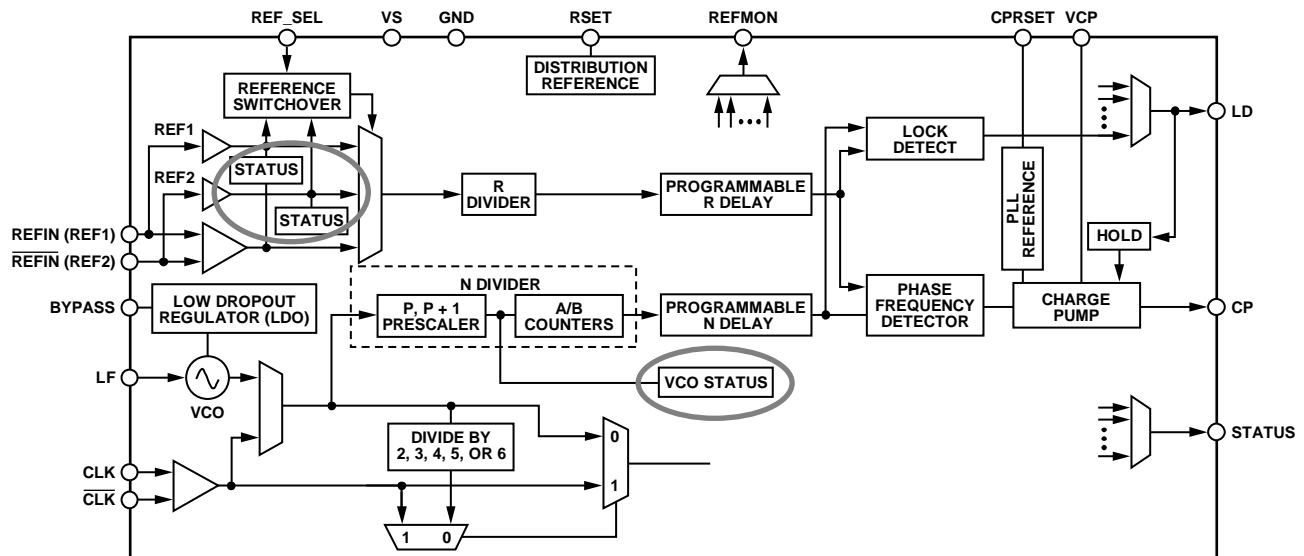 REF_SEL
VS
GND
RSET
REFMON
CPRSET
VCP
REFERENCE
SWITCHOVER
DISTRIBUTION
REFERENCE
REF1
STATUS
REF2
STATUS
R
DIVIDER
PROGRAMMABLE
R DELAY
LOCK
DETECT
LD
PLL
REFERENCE
HOLD
REFIN (REF1)
REFIN (REF2)
BYPASS
LOW DROPOUT
REGULATOR (LDO)
N DIVIDER
P, P + 1
PRESCALER
A/B
COUNTERS
PROGRAMMABLE
N DELAY
PHASE
FREQUENCY
DETECTOR
CHARGE
PUMP
CP
LF
VCO
VCO STATUS
DIVIDE BY
2, 3, 4, 5, OR 6
0
1
STATUS
CLK
CLK
1 0